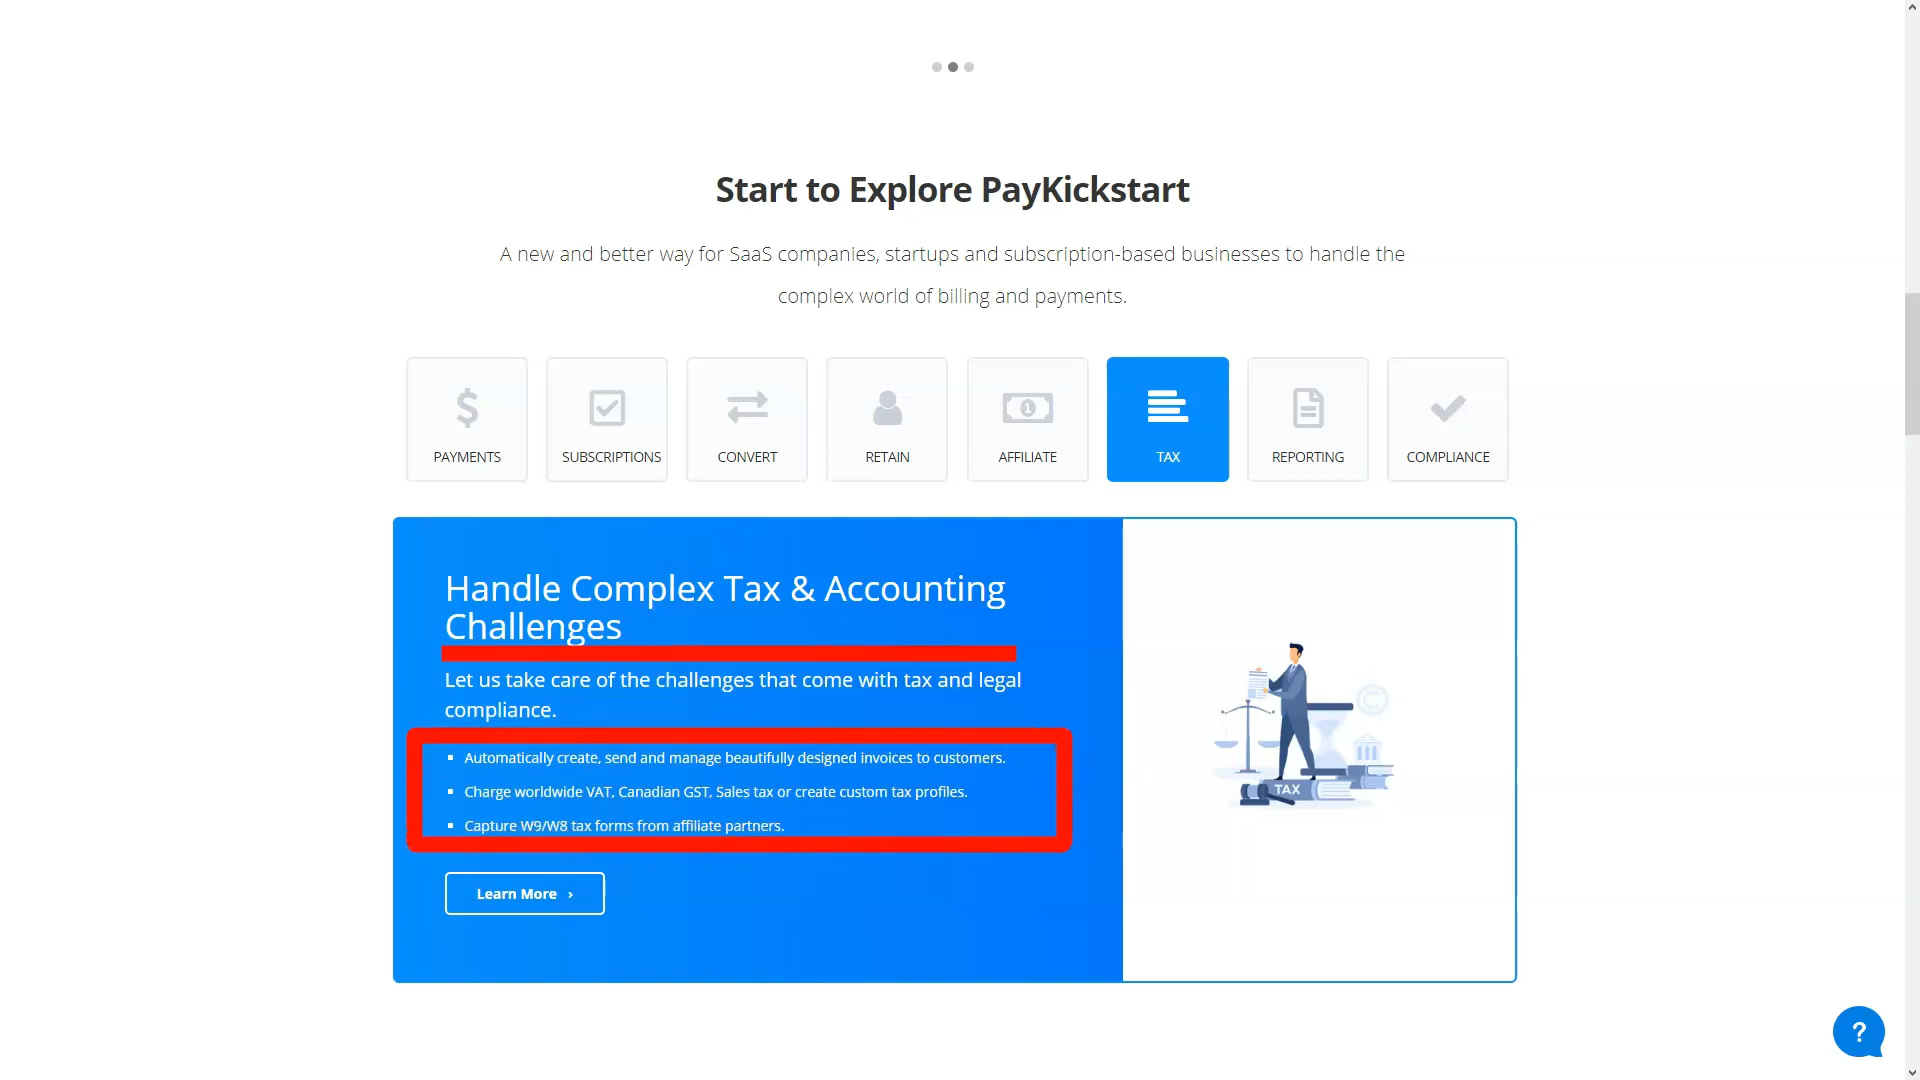 Start to Explore PayKickstart
A new and better way for SaaS companies, startups and subscription-based businesses to handle the
complex world of billing and payments.
PAYMENTS
SUBSCRIPTIONS
CONVERT
RETAIN
AFFILIATE
TAX
REPORTING
COMPLIANCE
Handle Complex Tax & Accounting
Challenges
Let us take care of the challenges that come with tax and legal
compliance.
Automatically create, send and manage beautifully designed invoices to customers.
Charge worldwide VAT, Canadian GST, Sales tax or create custom tax profiles.
Capture W9/W8 tax forms from affiliate partners.
Learn More ›
TAX
?